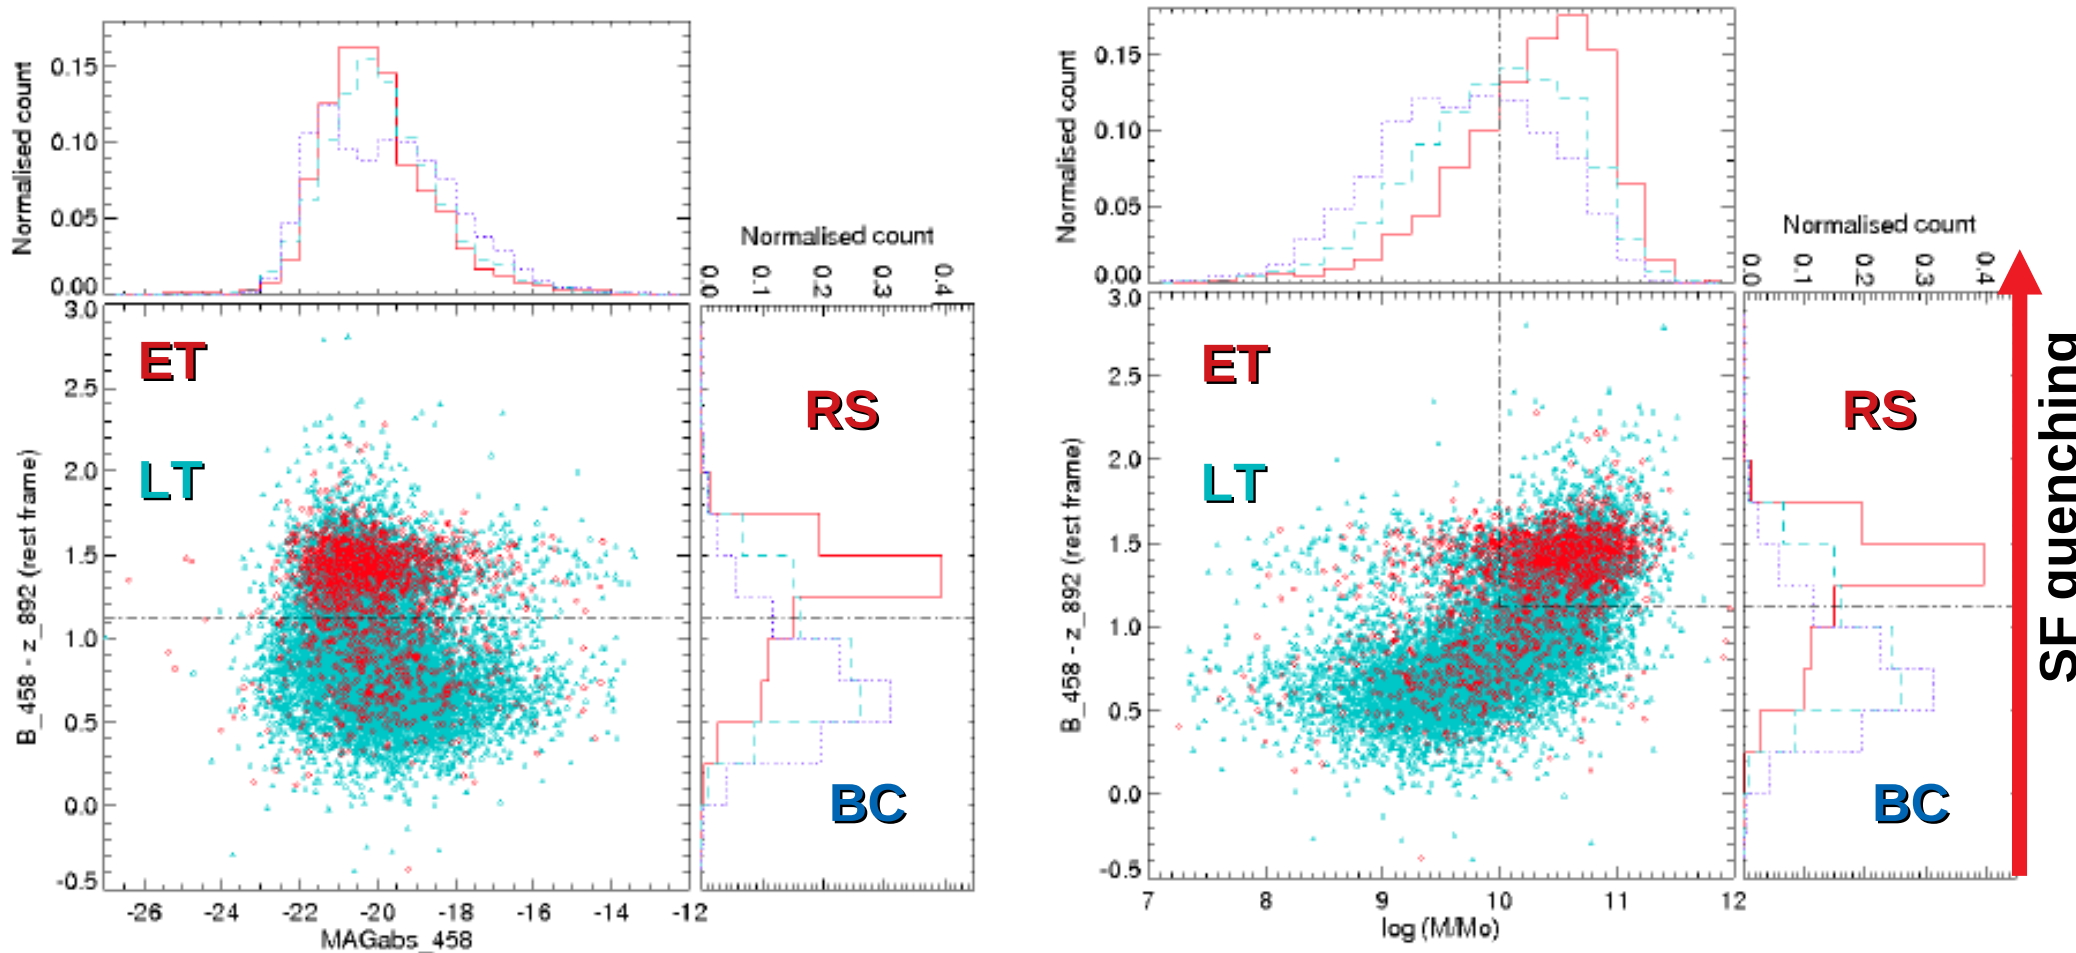 Normalised count
0.15
0.10
0.05
0.00
Normalised count
0.0 0.1 0.2 0.3 0.4
B_458 - z_892 (rest frame)
3.0
2.5
2.0
1.5
1.0
0.5
0.0
-0.5
ET
LT
RS
BC
-26 -24 -22 -20 -18 -16 -14 -12
MAGabs_458
Normalised count
0.15
0.10
0.05
0.00
Normalised count
0.0 0.1 0.2 0.3 0.4
B_458 - z_892 (rest frame)
3.0
2.5
2.0
1.5
1.0
0.5
0.0
-0.5
ET
LT
RS
BC
SF quenching
7 8 9 10 11 12
log (M/Mo)